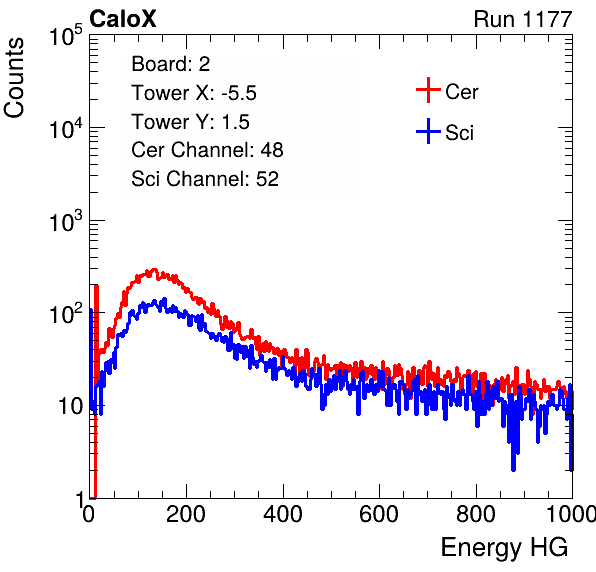 CaloX Run 1177
Counts
Board: 2
Tower X: -5.5
Tower Y: 1.5
Cer Channel: 48
Sci Channel: 52
Cer
Sci
10^5
10^4
10^3
10^2
10
1
0 200 400 600 800 1000
Energy HG